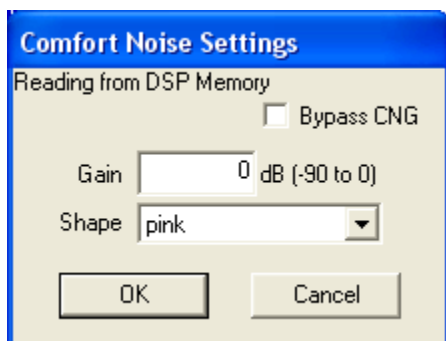 Comfort Noise Settings
Reading from DSP Memory
Bypass CNG
Gain 0 dB (-90 to 0)
Shape pink
OK Cancel